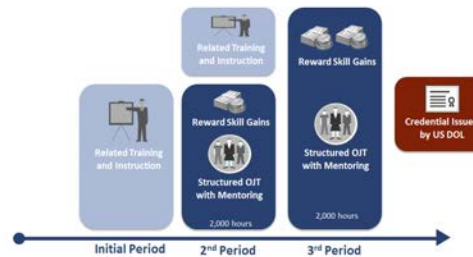 Related Training
and Instruction
Related Training
and Instruction
Reward Skill Gains
Structured OJT
with Mentoring
2,000 hours
Reward Skill Gains
Structured OJT
with Mentoring
2,000 hours
Credential Issued
by US DOL
Initial Period
2nd Period
3rd Period